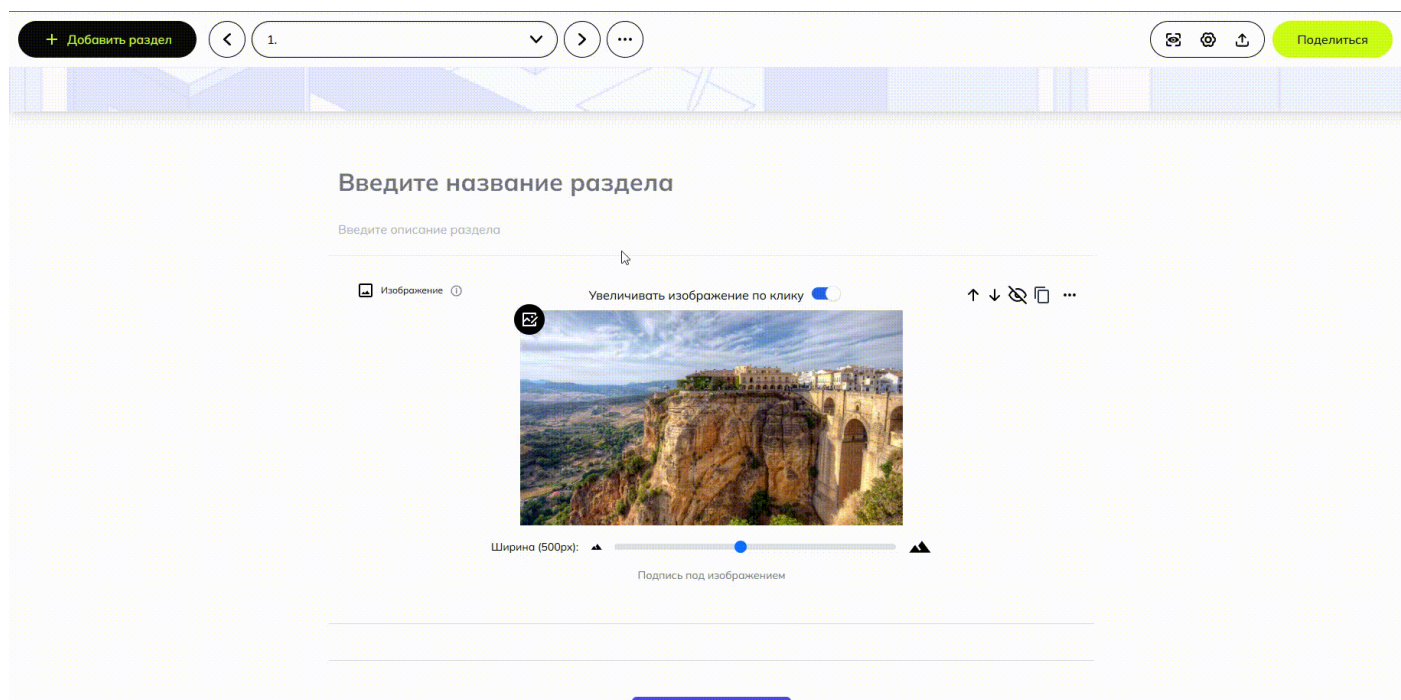 + Добавить раздел
1.
Поделиться
Введите название раздела
Введите описание раздела
Изображение
Увеличивать изображение по клику
Ширина (500px):
Подпись под изображением